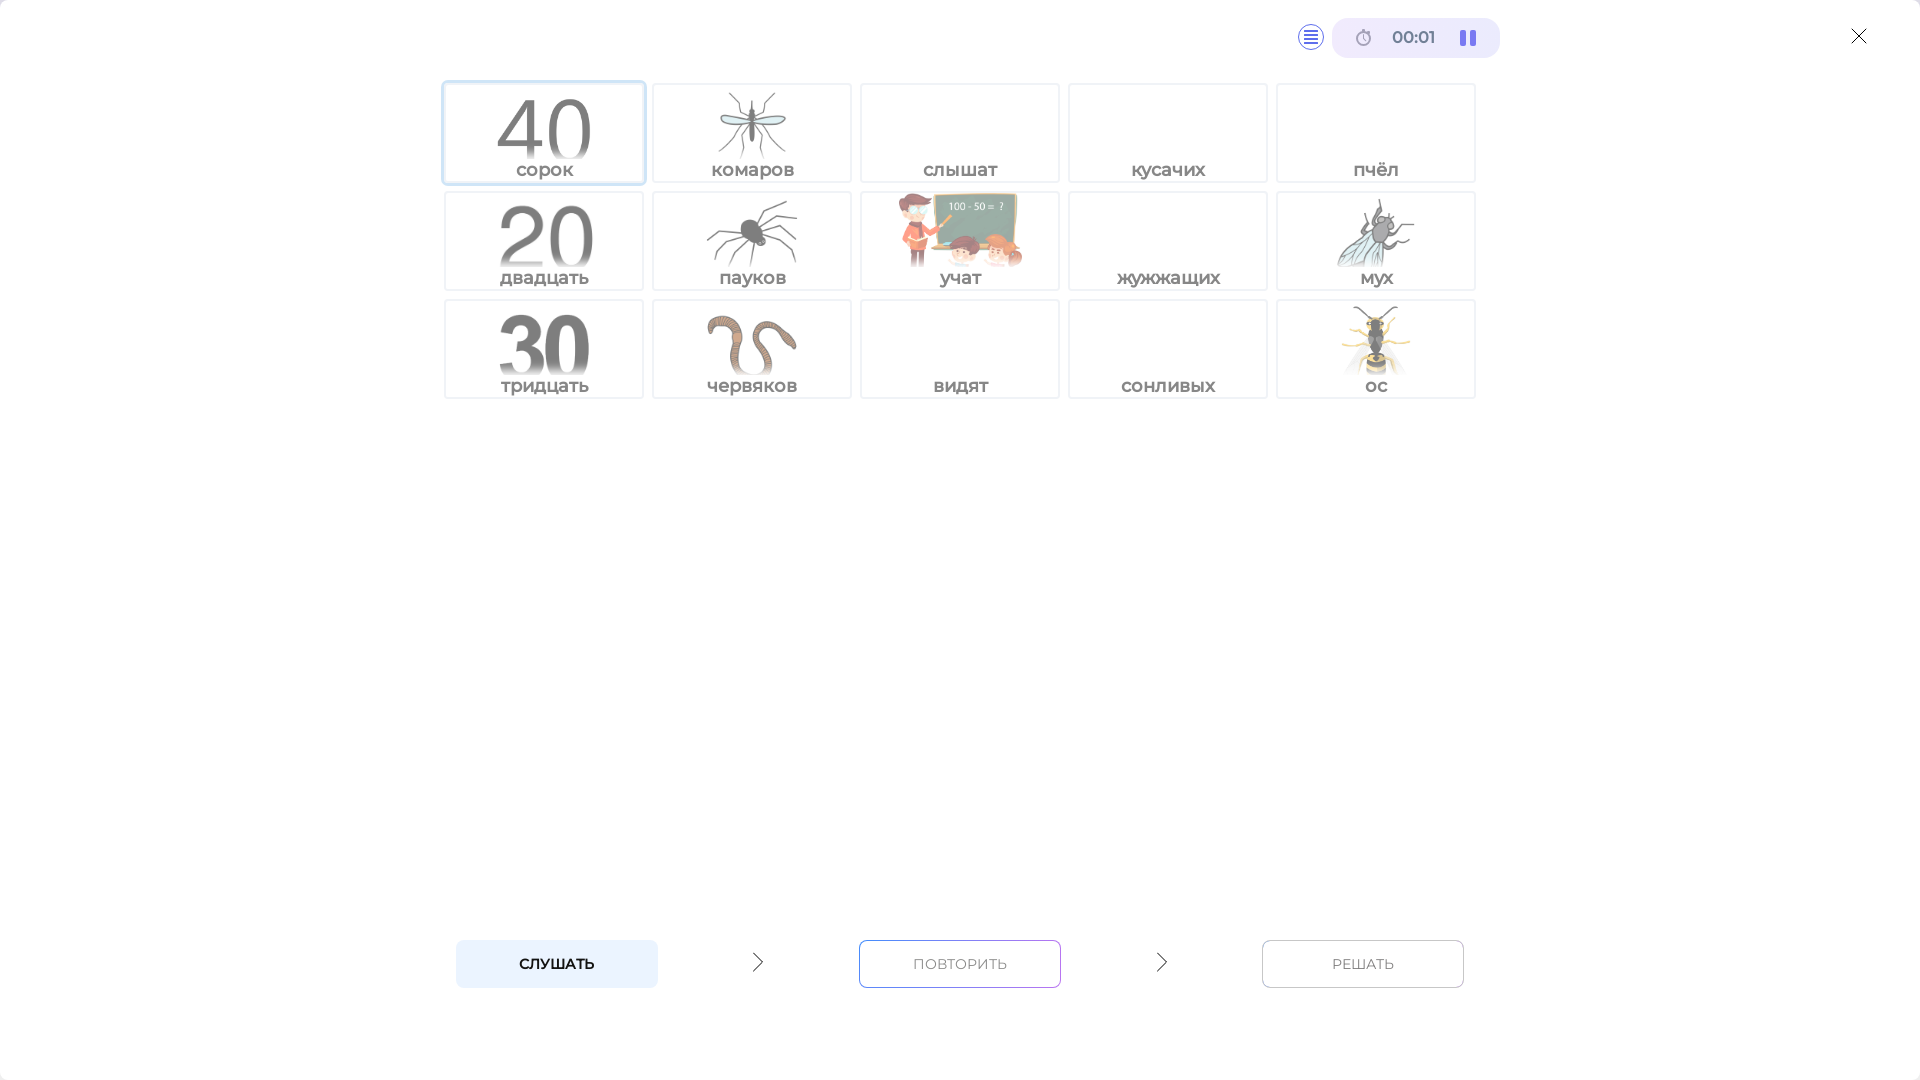 00:01
40
сорок
комаров
слышат
кусачих
пчёл
20
двадцать
пауков
100 - 50 = ?
учат
жужжащих
мух
30
тридцать
червяков
видят
сонливых
ос
СЛУШАТЬ
ПОВТОРИТЬ
РЕШАТЬ